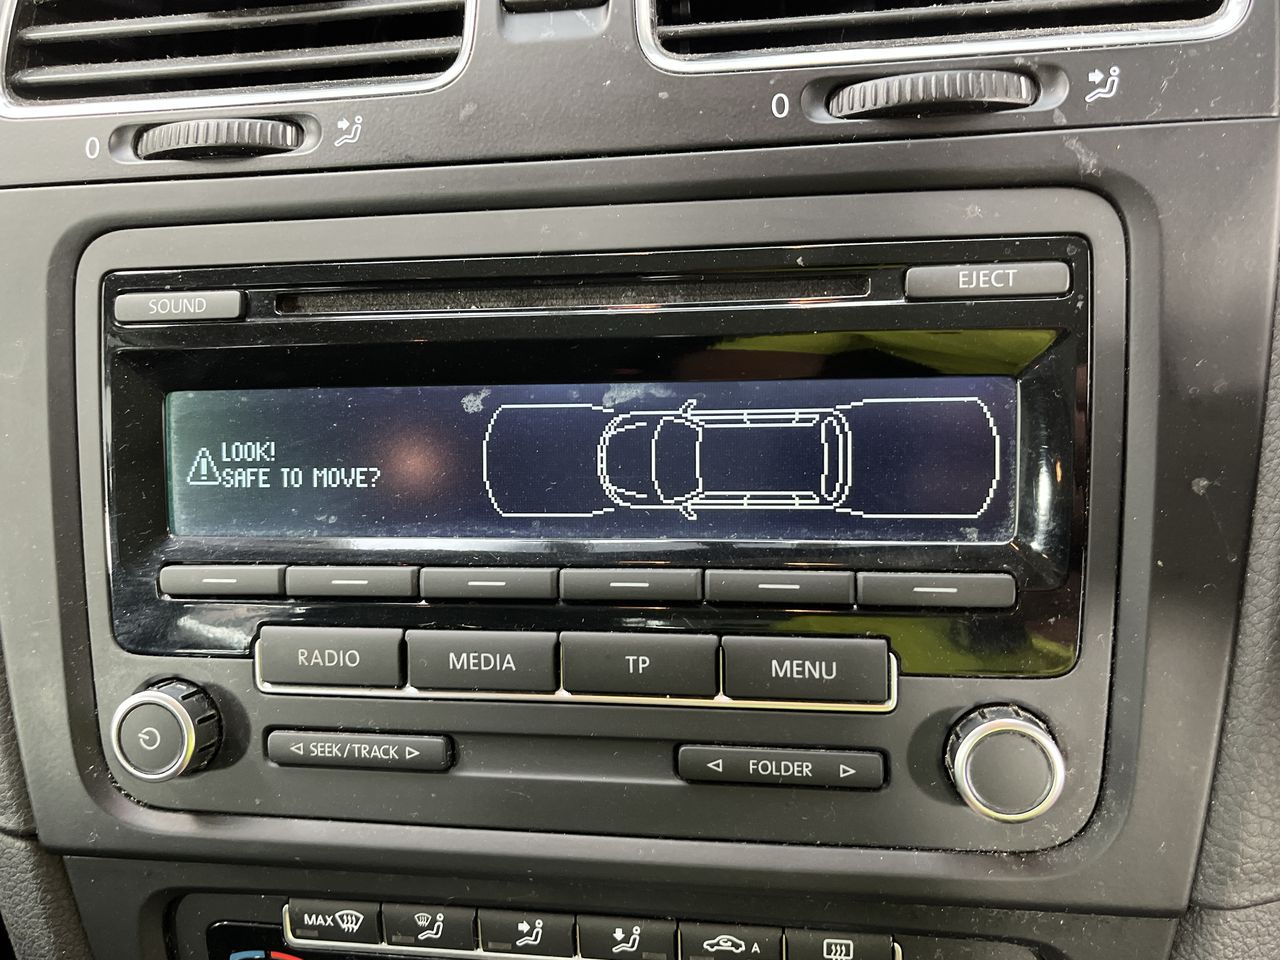 0
0
SOUND
EJECT
LOOK!
SAFE TO MOVE?
RADIO
MEDIA
TP
MENU
SEEK/TRACK
FOLDER
MAX
A